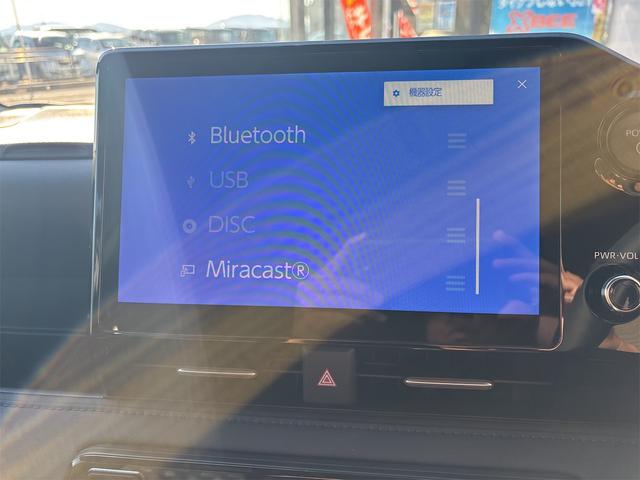 機器設定
Bluetooth
USB
DISC
Miracast®
PWR·VOL